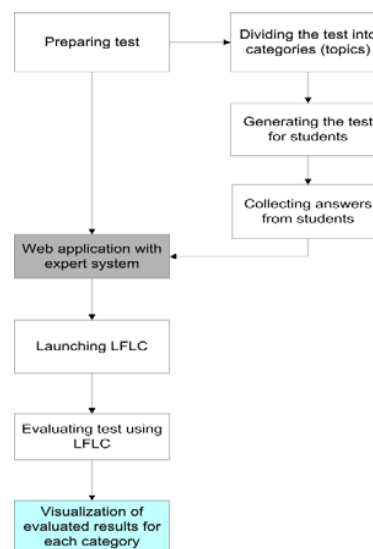 Preparing test
Dividing the test into
categories (topics)
Generating the test
for students
Collecting answers
from students
Web application with
expert system
Launching LFLC
Evaluating test using
LFLC
Visualization of
evaluated results for
each category